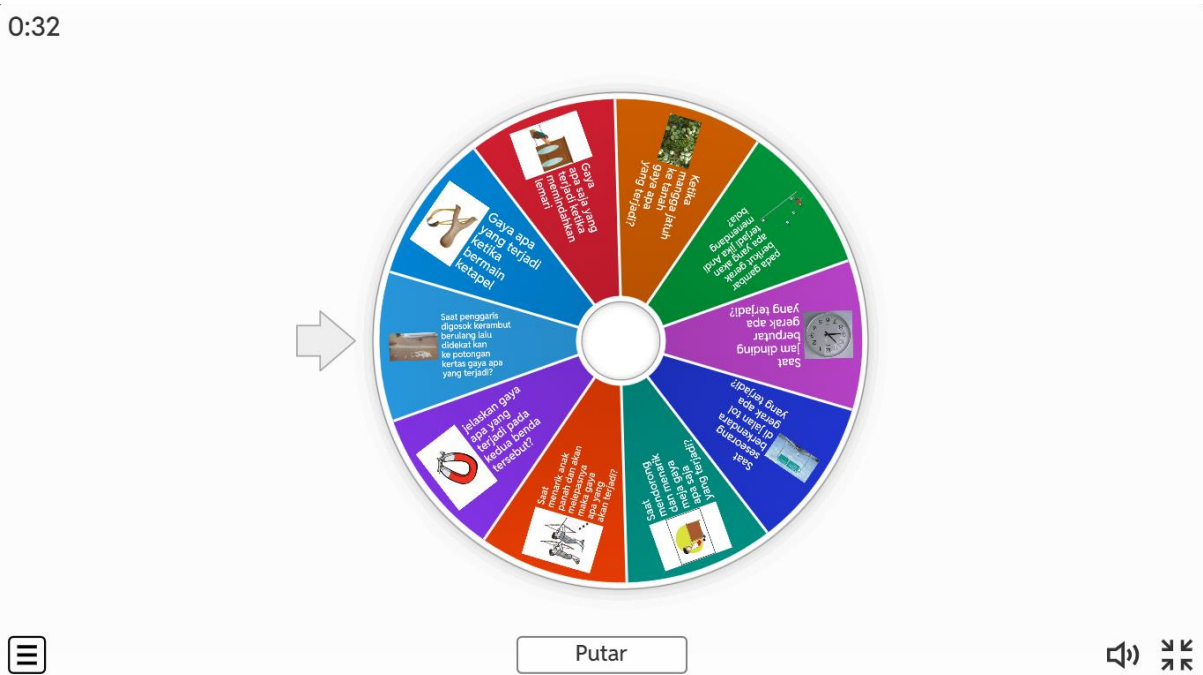 0:32
Gaya
apa saja yang
terjadi ketika
memindahkan
lemari
Ketika
mangga jatuh
ke tanah
gaya apa
yang terjadi?
pada gambar
berikut gerak
apa yang akan
terjadi jika Andi
menendang
bola?
Saat
jam dinding
berputar
gerak apa
yang terjadi?
Saat
seseorang
berkendara
di jalan tol
gerak apa
yang terjadi?
Saat
mendorong
dan menarik
meja gaya
apa saja
yang terjadi?
Saat
menarik anak
panah dan akan
melepasnya
maka gaya
apa yang
akan terjadi?
jelaskan gaya
apa yang
terjadi pada
kedua benda
tersebut?
Saat penggaris
digosok kerambut
berulang lalu
didekat kan
ke potongan
kertas gaya apa
yang terjadi?
Gaya apa
yang terjadi
ketika
bermain
ketapel
Putar